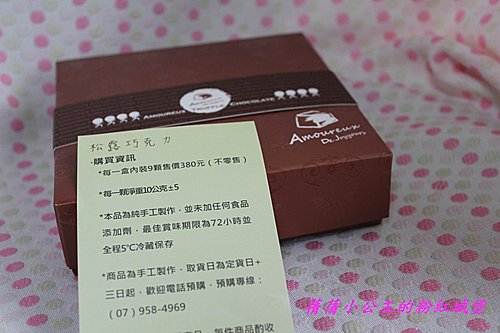 AMOUREUX TRUFFLE CHOCOLATE
Amoureux
De Joyyours
松露巧克力
·購買資訊
*每一盒內裝9顆售價380元（不零售）
*每一顆淨重10公克±5
*本品為純手工製作，並未加任何食品
添加劑，最佳賞味期限為72小時並
全程5℃冷藏保存
*商品為手工製作，取貨日為定貨日+
三日起，歡迎電話預購，預購專線：
（07）958-4969
倩倩小公主的粉紅城堡